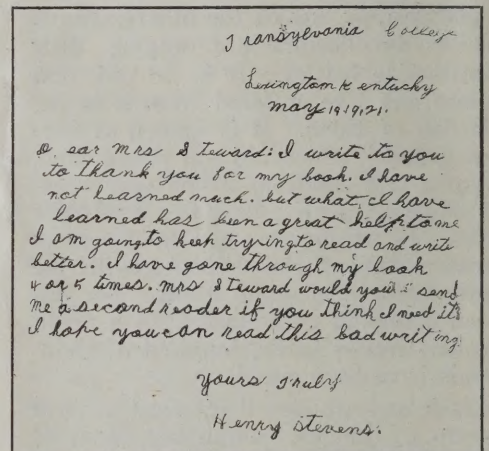 Transylvania College
Lexington Kentucky
May 19, 19,21.
Dear Mrs Steward: I write to you
to thank you for my book. I have
not learned much. but what I have
learned has been a great help to me
I am going to keep trying to read and write
better. I have gone through my book
4 or 5 times. Mrs Steward would you send
me a second reader if you think I need it
I hope you can read this bad writing
Yours Truly
Henry Stevens.